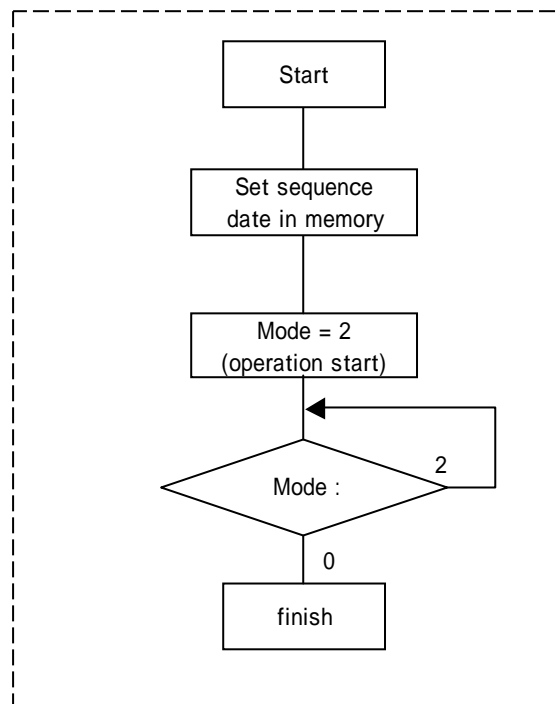 Start
Set sequence
date in memory
Mode = 2
(operation start)
2
Mode :
0
finish